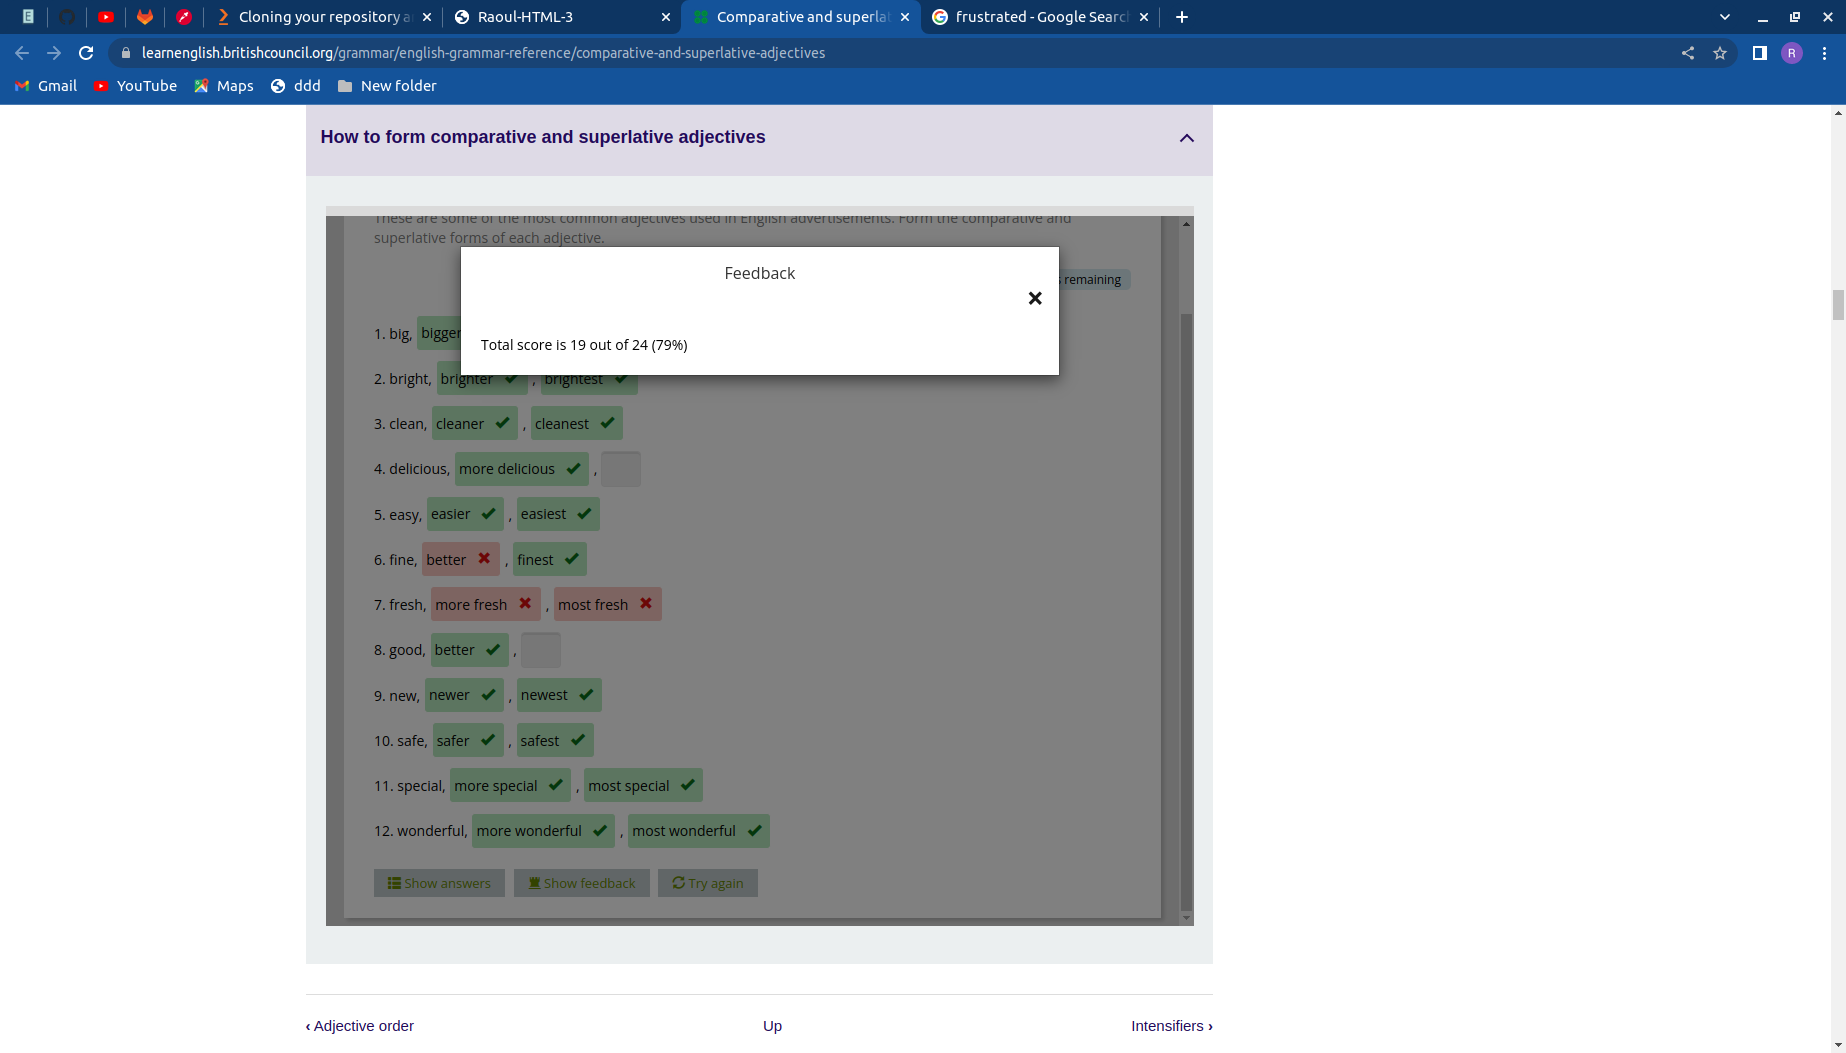 Cloning your repository a
Raoul-HTML-3
Comparative and superlat
frustrated - Google Search
learnenglish.britishcouncil.org/grammar/english-grammar-reference/comparative-and-superlative-adjectives
R
Gmail
YouTube
Maps
ddd
New folder
How to form comparative and superlative adjectives
These are some of the most common adjectives used in English advertisements. Form the comparative and
superlative forms of each adjective.
Feedback
remaining
Total score is 19 out of 24 (79%)
1. big, bigger
2. bright, brighter , brightest
3. clean, cleaner , cleanest
4. delicious, more delicious ,
5. easy, easier , easiest
6. fine, better , finest
7. fresh, more fresh , most fresh
8. good, better ,
9. new, newer , newest
10. safe, safer , safest
11. special, more special , most special
12. wonderful, more wonderful , most wonderful
Show answers
Show feedback
Try again
‹ Adjective order
Up
Intensifiers ›